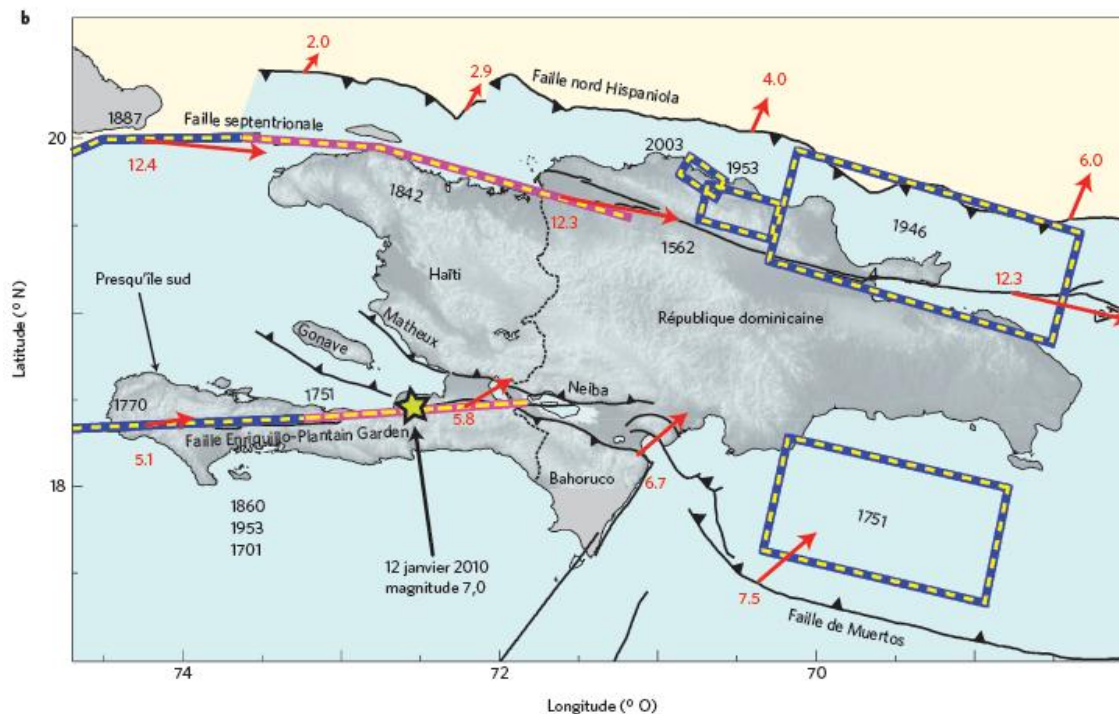 b
2.0
2.9
Faille nord Hispaniola
4.0
6.0
1887
Faille septentrionale
20
12.4
2003
1953
1842
12.3
1562
1946
12.3
Haïti
Presqu'île sud
Matheux
Gonave
République dominicaine
Neiba
1770
1751
5.8
Faille Enriquillo-Plantain Garden
5.1
6.7
18
Bahoruco
1860
1953
1701
1751
12 janvier 2010
magnitude 7,0
7.5
Faille de Muertos
74
72
70
Latitude (° N)
Longitude (° O)